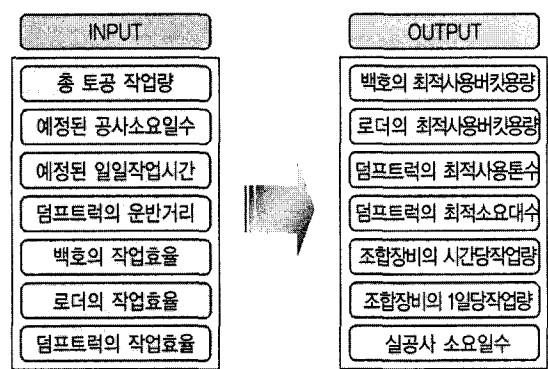 INPUT
총 토공 작업량
예정된 공사소요일수
예정된 일일작업시간
덤프트럭의 운반거리
백호의 작업효율
로더의 작업효율
덤프트럭의 작업효율
OUTPUT
백호의 최적사용버킷용량
로더의 최적사용버킷용량
덤프트럭의 최적사용톤수
덤프트럭의 최적소요대수
조합장비의 시간당작업량
조합장비의 1일당작업량
실공사 소요일수